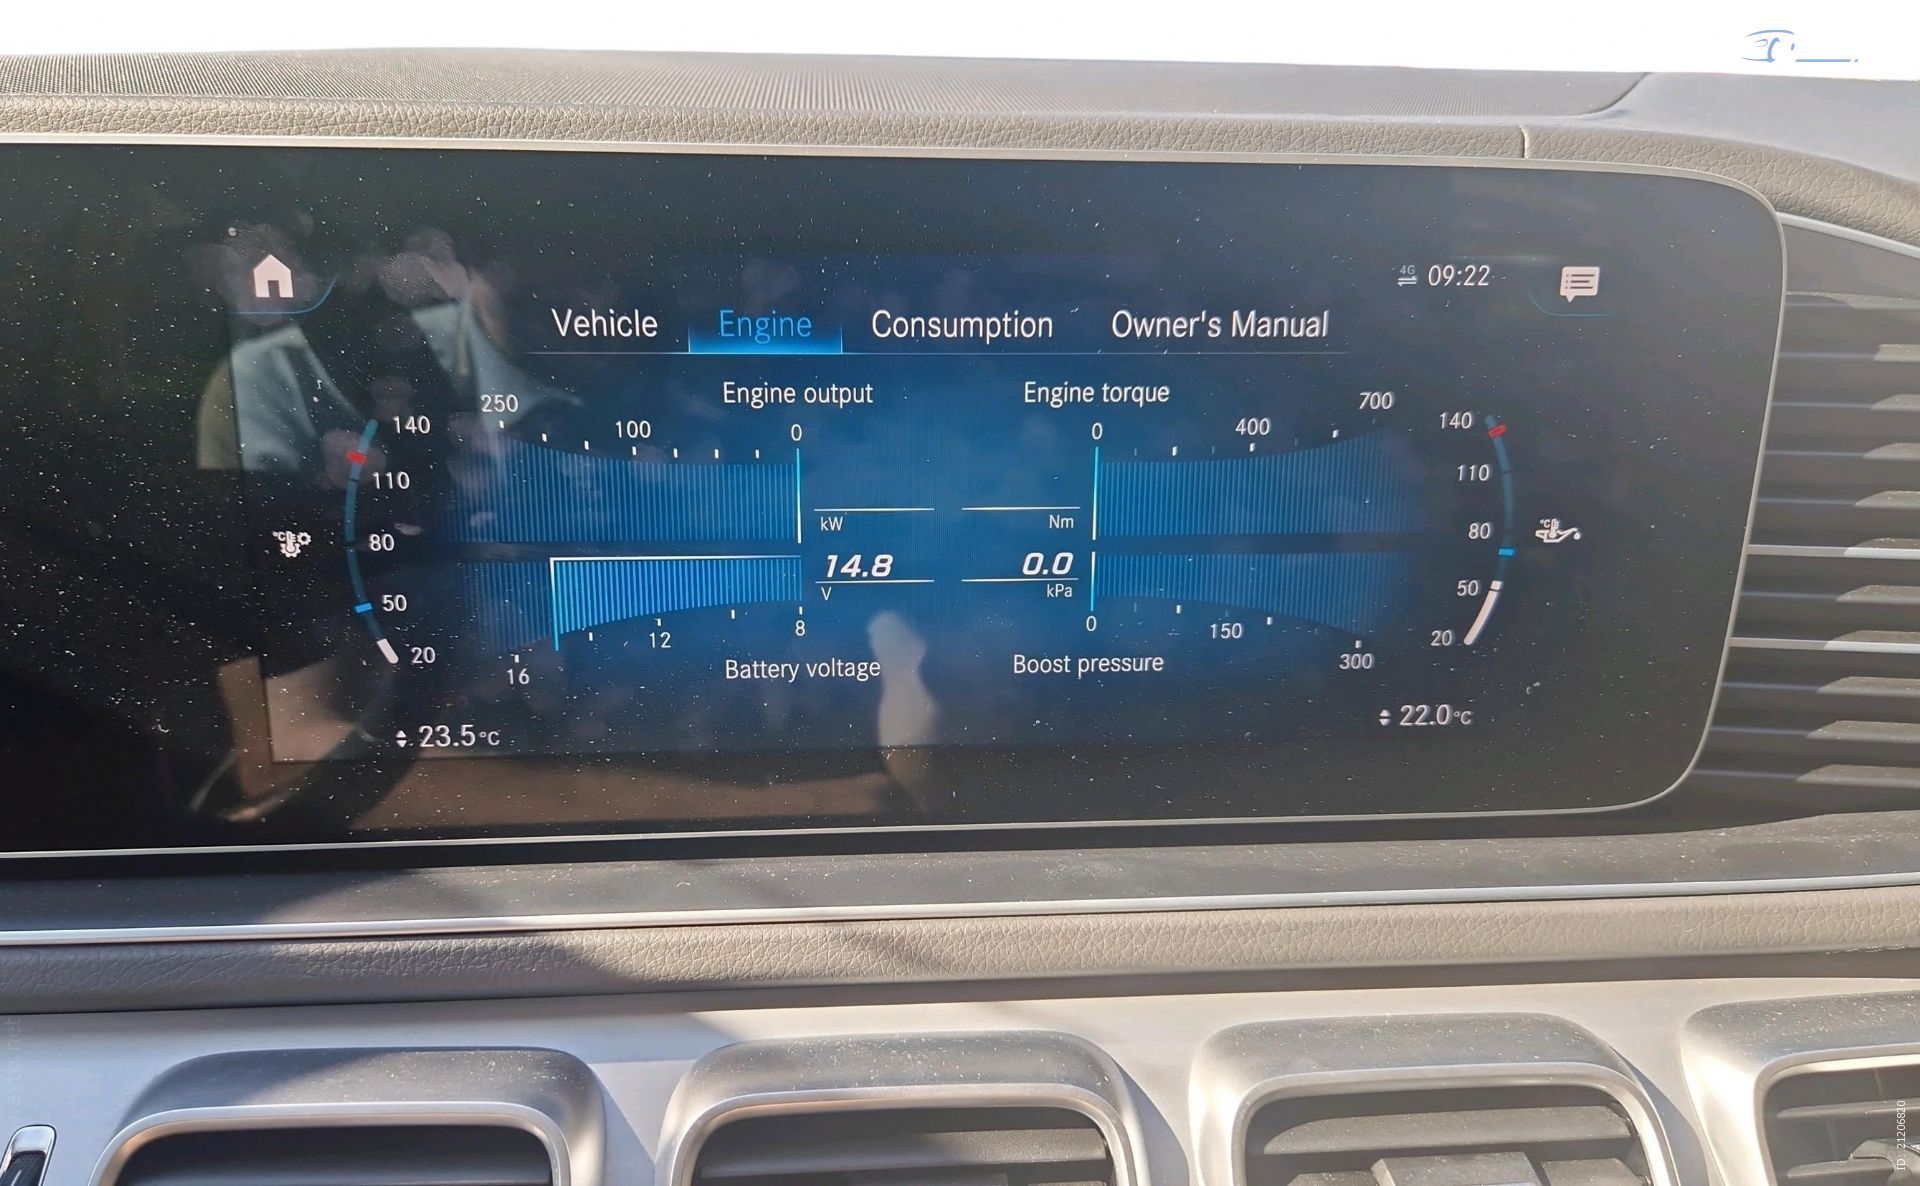 4G 09:22
Vehicle Engine Consumption Owner's Manual
Engine output Engine torque
250 100 0 0 400 700
140 110 80 50 20
°C
kW Nm
14.8 0.0
V kPa
140 110 80 50 20
°C
16 12 8 0 150 300
Battery voltage Boost pressure
23.5°C 22.0°C
ID: 21206820